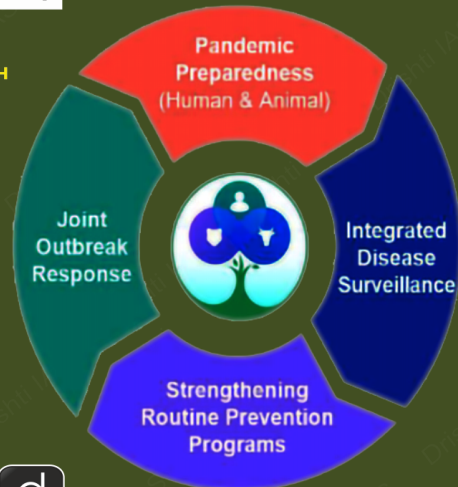 H
Pandemic
Preparedness
(Human & Animal)
Integrated
Disease
Surveillance
Strengthening
Routine Prevention
Programs
Joint
Outbreak
Response
d